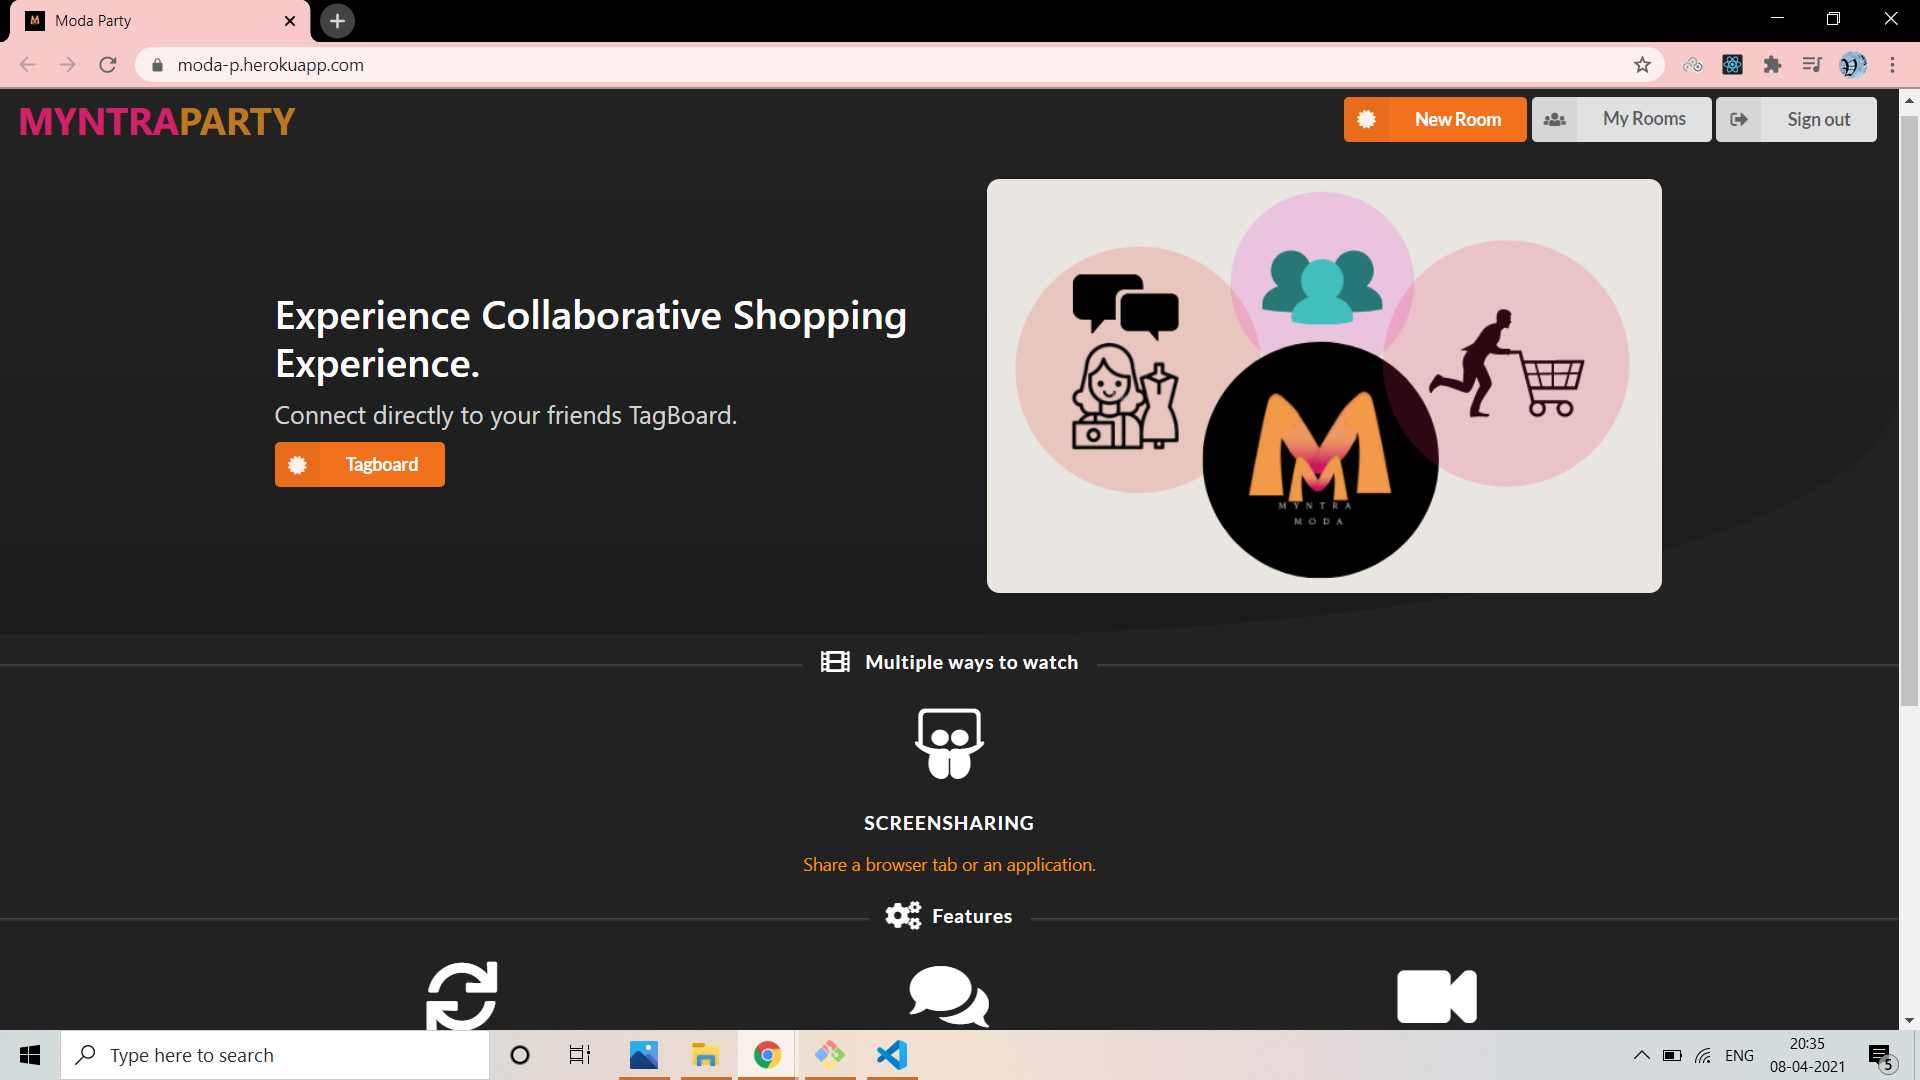 Moda Party
moda-p.herokuapp.com
MYNTRAPARTY
New Room
My Rooms
Sign out
Experience Collaborative Shopping
Experience.
Connect directly to your friends TagBoard.
Tagboard
MYNTRA
MODA
Multiple ways to watch
SCREENSHARING
Share a browser tab or an application.
Features
Type here to search
ENG
20:35
08-04-2021
5